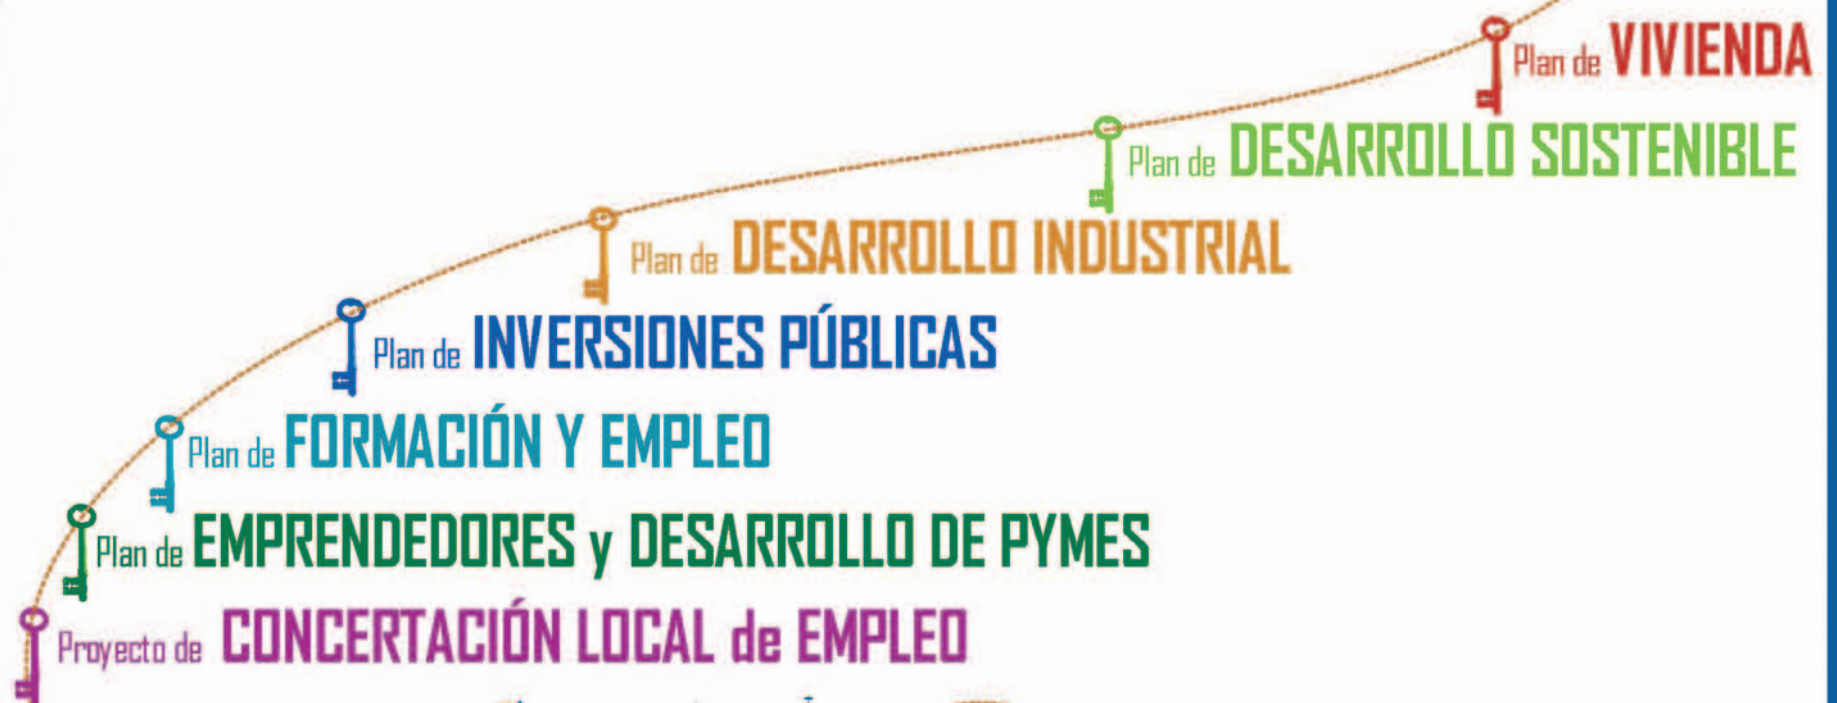 Plan de VIVIENDA
Plan de DESARROLLO SOSTENIBLE
Plan de DESARROLLO INDUSTRIAL
Plan de INVERSIONES PÚBLICAS
Plan de FORMACIÓN Y EMPLEO
Plan de EMPRENDEDORES y DESARROLLO DE PYMES
Proyecto de CONCERTACIÓN LOCAL de EMPLEO